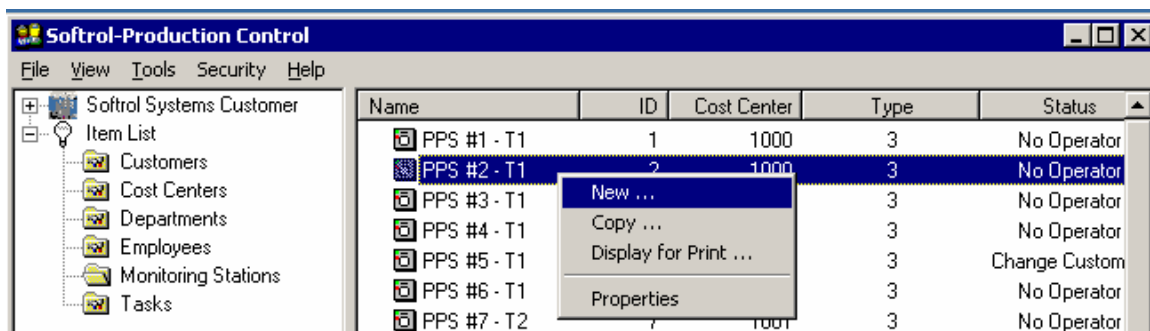 Softrol-Production Control
File View Tools Security Help
Softrol Systems Customer
Item List
Customers
Cost Centers
Departments
Employees
Monitoring Stations
Tasks
Name ID Cost Center Type Status
PPS #1 - T1 1 1000 3 No Operator
PPS #2 - T1 2 1000 3 No Operator
PPS #3 - T1 3 No Operator
PPS #4 - T1 3 No Operator
PPS #5 - T1 3 Change Custom
PPS #6 - T1 3 No Operator
PPS #7 - T2 7 1001 3 No Operator
New ...
Copy ...
Display for Print ...
Properties